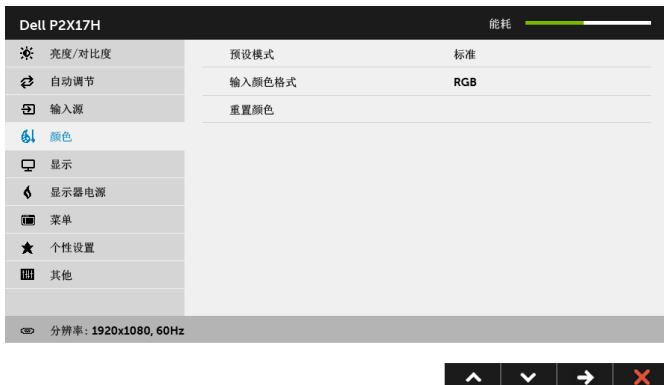 Dell P2X17H 能耗
亮度/对比度 预设模式 标准
自动调节 输入颜色格式 RGB
输入源 重置颜色
颜色
显示
显示器电源
菜单
个性设置
其他
分辨率: 1920x1080, 60Hz